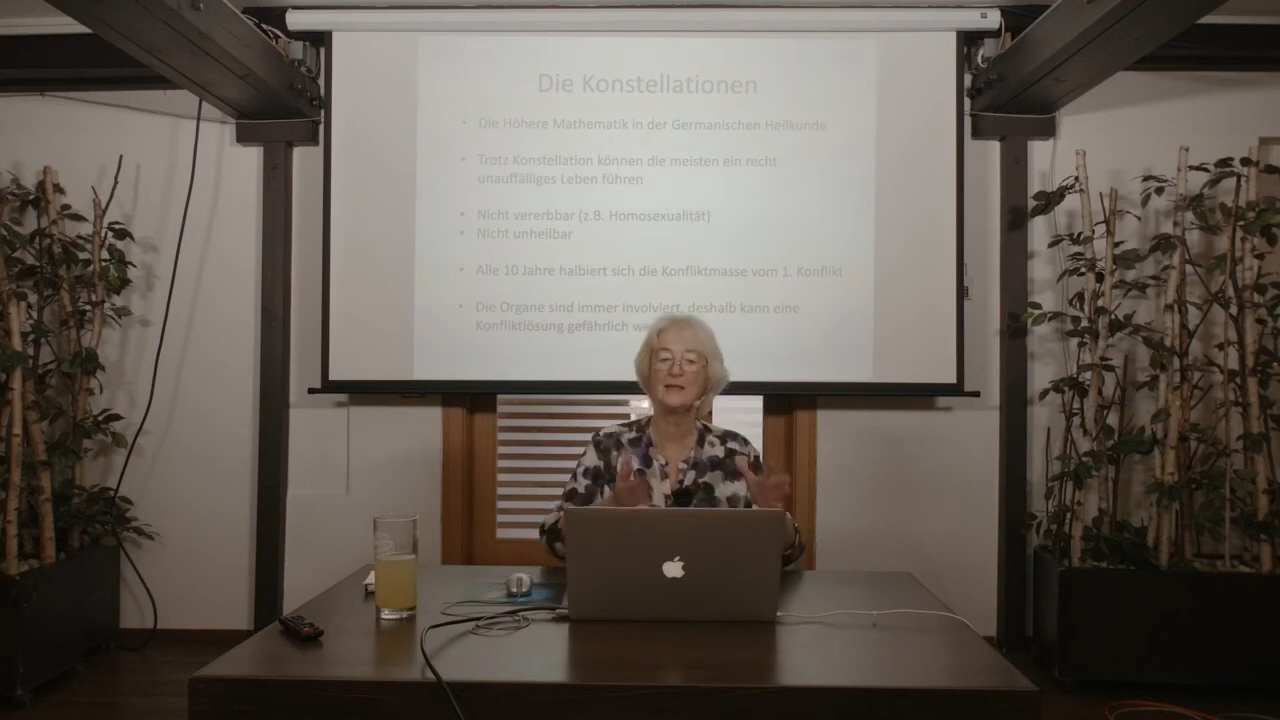 Die Konstellationen
• Die Höhere Mathematik in der Germanischen Heilkunde
• Trotz Konstellation können die meisten ein recht
unauffälliges Leben führen
• Nicht vererbbar (z.B. Homosexualität)
• Nicht unheilbar
• Alle 10 Jahre halbiert sich die Konfliktmasse vom 1. Konflikt
• Die Organe sind immer involviert, deshalb kann eine
Konfliktlösung gefährlich